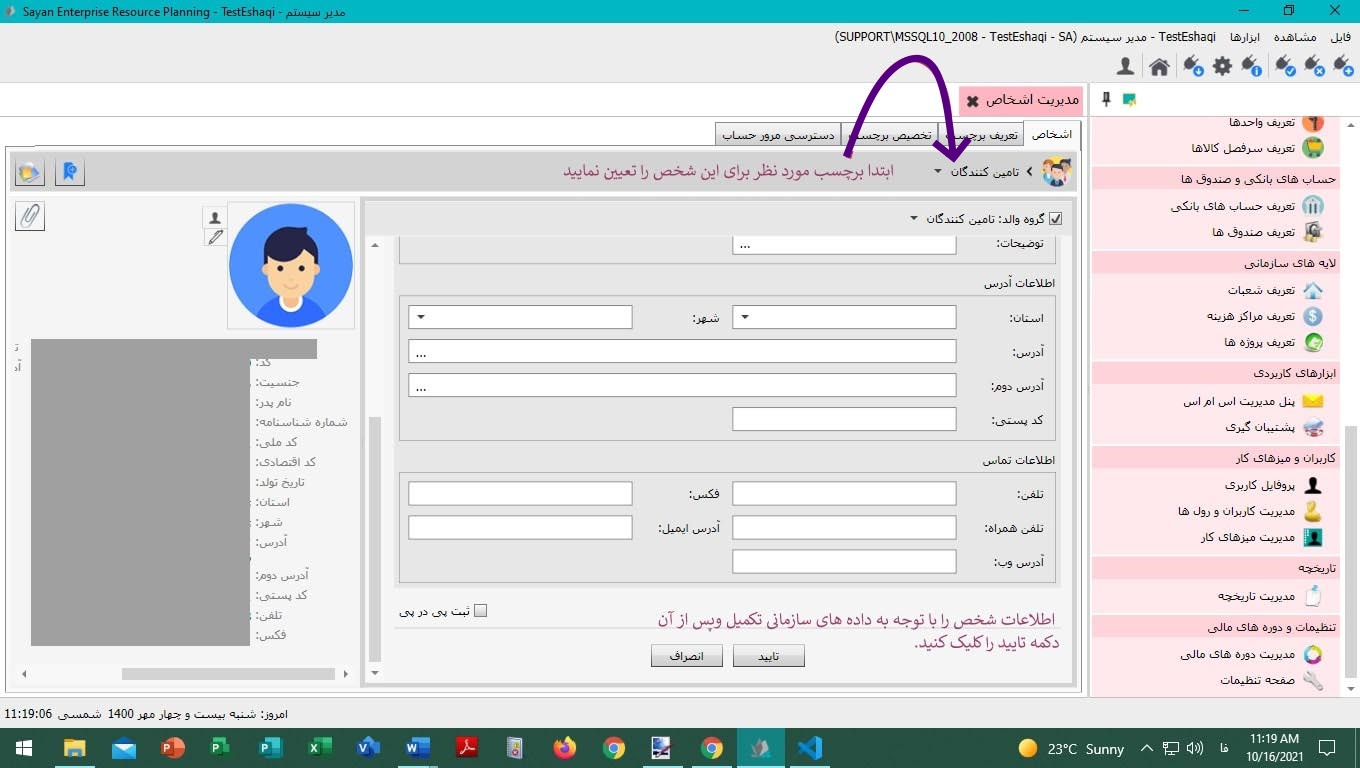 Sayan Enterprise Resource Planning - TestEshaqi - مدیر سیستم
فایل مشاهده ابزارها TestEshaqi - مدیر سیستم (SUPPORT\MSSQL10_2008 - TestEshaqi - SA)
مدیریت اشخاص
اشخاص
تعریف برچسب
تخصیص برچسب
دسترسی مرور حساب
تامین کنندگان
ابتدا برچسب مورد نظر برای این شخص را تعیین نمایید
گروه والد: تامین کنندگان
توضیحات: ...
اطلاعات آدرس
استان:
شهر:
آدرس: ...
آدرس دوم: ...
کد پستی:
اطلاعات تماس
تلفن:
فکس:
تلفن همراه:
آدرس ایمیل:
آدرس وب:
ثبت پی در پی
اطلاعات شخص را با توجه به داده های سازمانی تکمیل وپس از آن
دکمه تایید را کلیک کنید.
تایید
انصراف
کد:
جنسیت:
نام پدر:
شماره شناسنامه:
کد ملی:
کد اقتصادی:
تاریخ تولد:
استان:
شهر:
آدرس:
آدرس دوم:
کد پستی:
تلفن:
فکس:
تعریف واحدها
تعریف سرفصل کالاها
حساب های بانکی و صندوق ها
تعریف حساب های بانکی
تعریف صندوق ها
لایه های سازمانی
تعریف شعبات
تعریف مراکز هزینه
تعریف پروژه ها
ابزارهای کاربردی
پنل مدیریت اس ام اس
پشتیبان گیری
کاربران و میزهای کار
پروفایل کاربری
مدیریت کاربران و رول ها
مدیریت میزهای کار
تاریخچه
مدیریت تاریخچه
تنظیمات و دوره های مالی
مدیریت دوره های مالی
صفحه تنظیمات
امروز: شنبه بیست و چهار مهر 1400 شمسی 11:19:06
23°C Sunny
فا
11:19 AM
10/16/2021